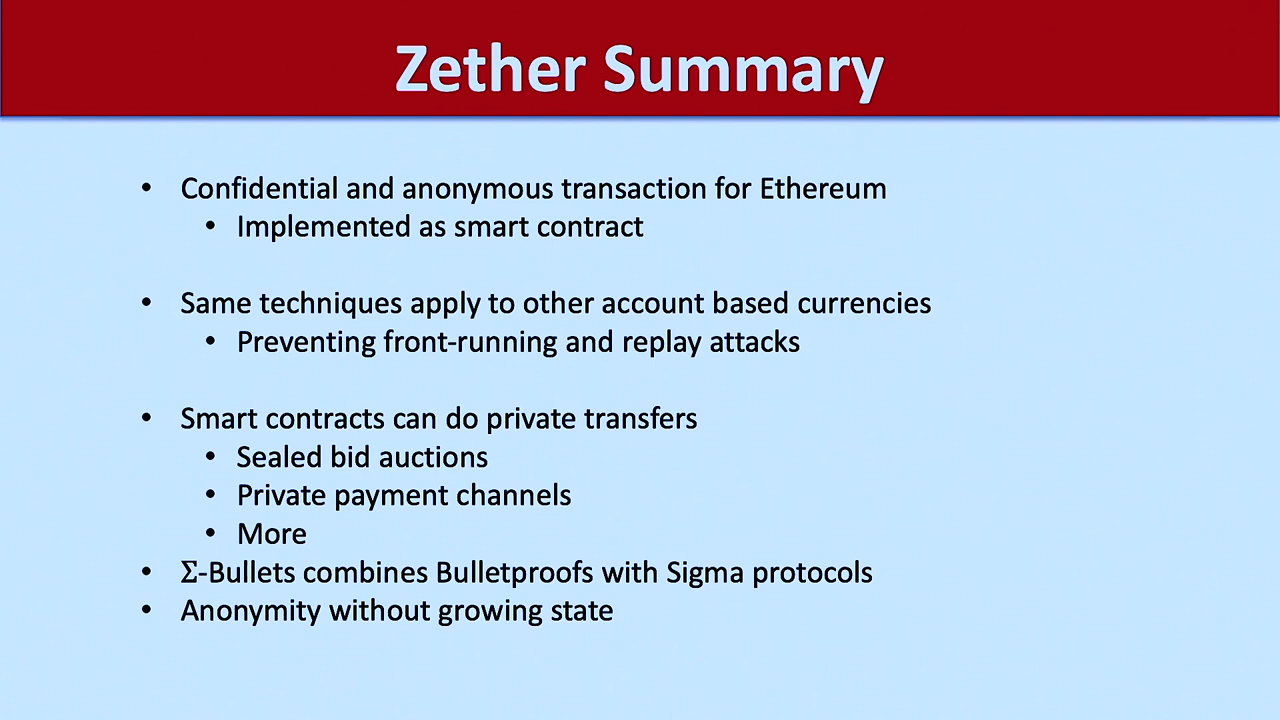 Zether Summary
• Confidential and anonymous transaction for Ethereum
• Implemented as smart contract
• Same techniques apply to other account based currencies
• Preventing front-running and replay attacks
• Smart contracts can do private transfers
• Sealed bid auctions
• Private payment channels
• More
• Σ-Bullets combines Bulletproofs with Sigma protocols
• Anonymity without growing state